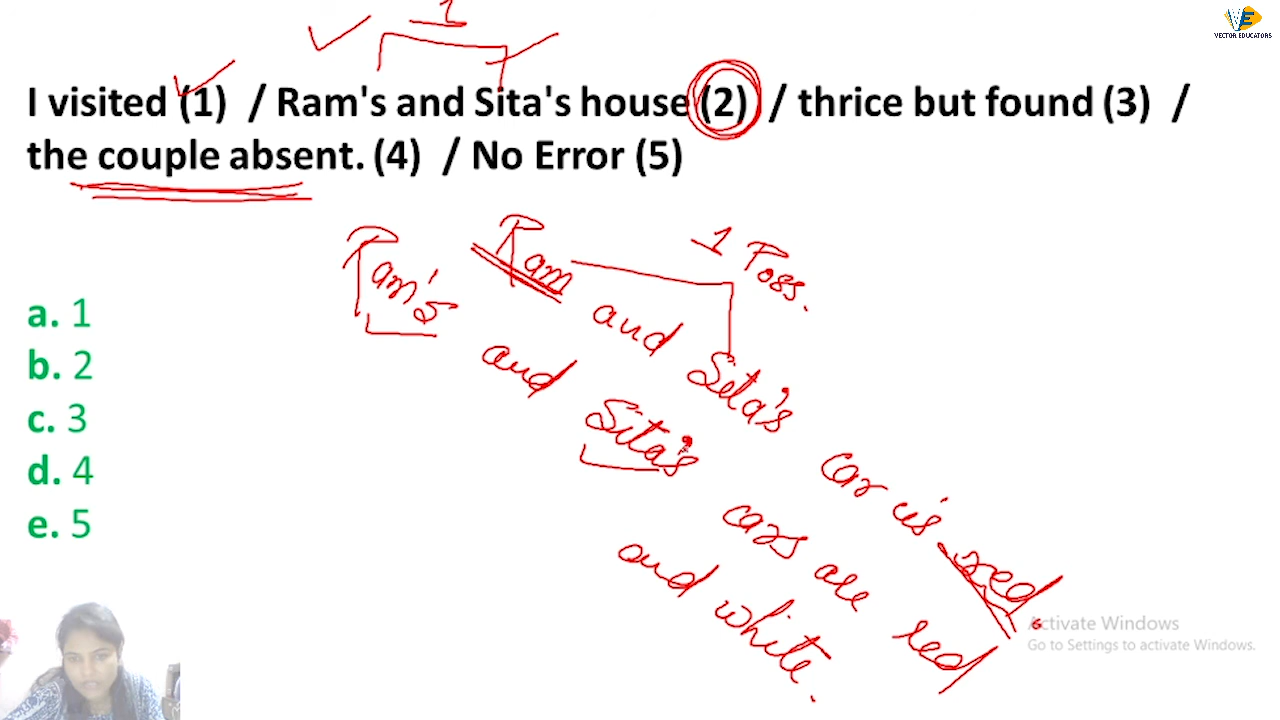 VECTOR EDUCATORS
1
I visited (1) / Ram's and Sita's house (2) / thrice but found (3) /
the couple absent. (4) / No Error (5)
Ram and Sita's car is red.
1 Poss.
Ram's and Sita's cars are red
and white.
a. 1
b. 2
c. 3
d. 4
e. 5
Activate Windows
Go to Settings to activate Windows.